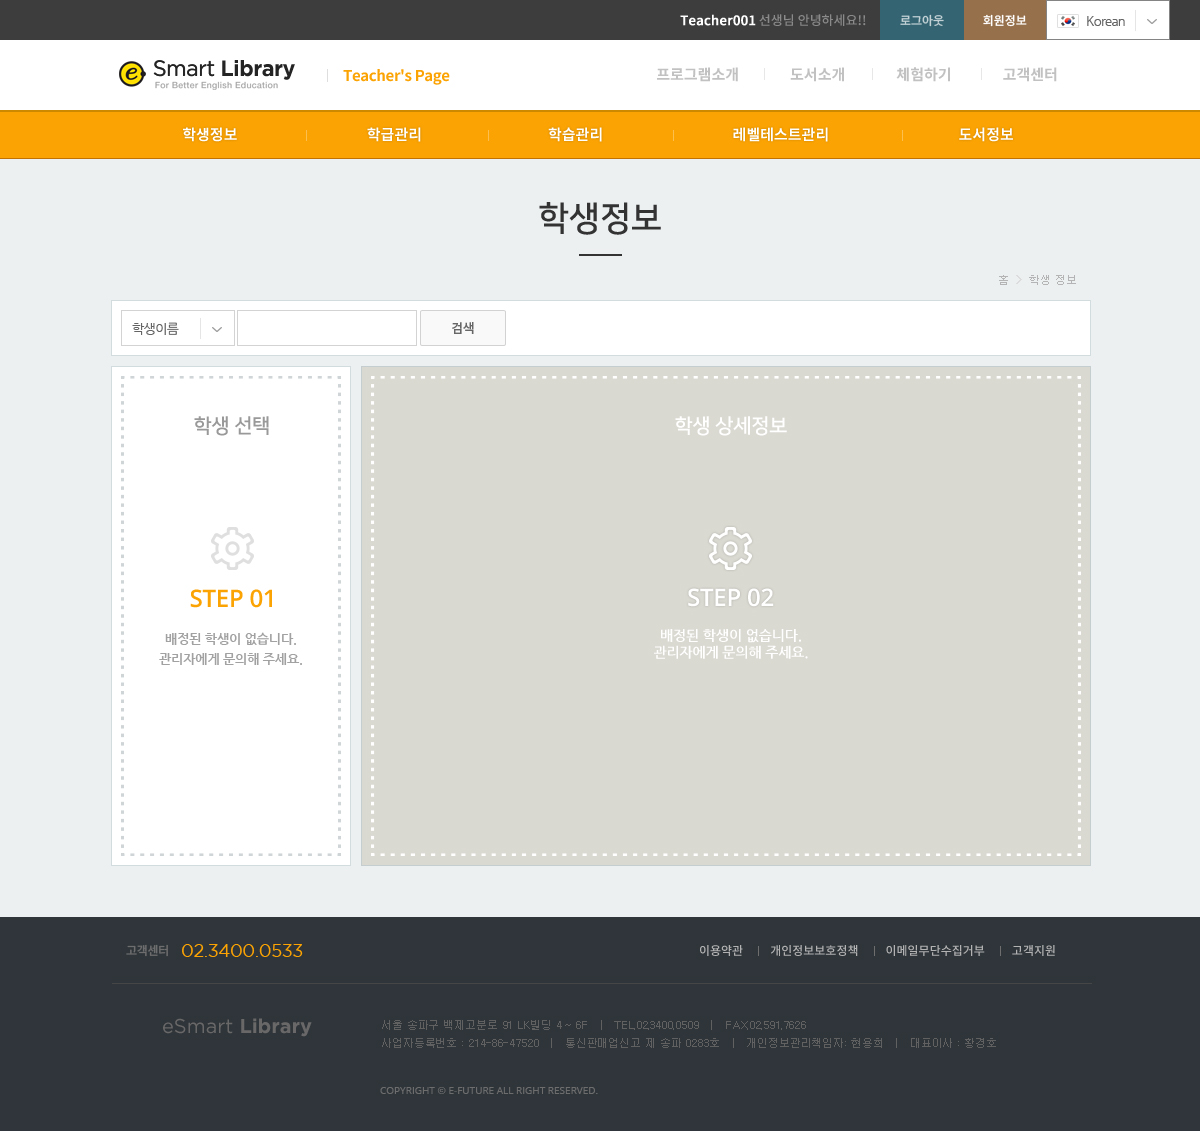 Teacher001 선생님 안녕하세요!!
로그아웃
회원정보
Korean
e Smart Library
For Better English Education
Teacher's Page
프로그램소개
도서소개
체험하기
고객센터
학생정보
학급관리
학습관리
레벨테스트관리
도서정보
학생정보
홈 > 학생 정보
학생이름
검색
학생 선택
STEP 01
배정된 학생이 없습니다.
관리자에게 문의해 주세요.
학생 상세정보
STEP 02
배정된 학생이 없습니다.
관리자에게 문의해 주세요.
고객센터 02.3400.0533
이용약관 | 개인정보보호정책 | 이메일무단수집거부 | 고객지원
eSmart Library
서울 송파구 백제고분로 91 LK빌딩 4 ~ 6F | TEL.02.3400.0509 | FAX.02.591.7626
사업자등록번호 : 214-86-47520 | 통신판매업신고 제 송파 0283호 | 개인정보관리책임자: 현용희 | 대표이사 : 황경호
COPYRIGHT © E-FUTURE ALL RIGHT RESERVED.